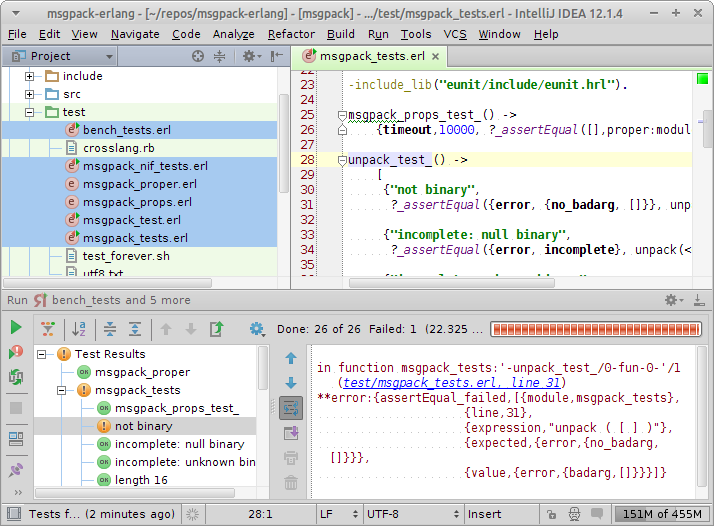 msgpack-erlang - [~/repos/msgpack-erlang] - [msgpack] - .../test/msgpack_tests.erl - IntelliJ IDEA 12.1.4
File Edit View Navigate Code Analyze Refactor Build Run Tools VCS Window Help
Project
include
src
test
bench_tests.erl
crosslang.rb
msgpack_nif_tests.erl
msgpack_proper.erl
msgpack_props.erl
msgpack_test.erl
msgpack_tests.erl
test_forever.sh
utf8.txt
msgpack_tests.erl
22
23 -include_lib("eunit/include/eunit.hrl").
24
25 msgpack_props_test_() ->
26 {timeout,10000, ?_assertEqual([],proper:modul
27
28 unpack_test_() ->
29 [
30 {"not binary",
31 ?_assertEqual({error, {no_badarg, []}}, unp
32
33 {"incomplete: null binary",
34 ?_assertEqual({error, incomplete}, unpack(<
35
Run bench_tests and 5 more
Done: 26 of 26 Failed: 1 (22.325 ...
Test Results
OK msgpack_proper
msgpack_tests
OK msgpack_props_test_
not binary
OK incomplete: null binary
OK incomplete: unknown bin
OK length 16
in function msgpack_tests:'-unpack_test_/0-fun-0-'/1
(test/msgpack_tests.erl, line 31)
**error:{assertEqual_failed,[{module,msgpack_tests},
{line,31},
{expression,"unpack ( [ ] )"},
{expected,{error,{no_badarg,
[]}}},
{value,{error,{badarg,[]}}}]}
Tests f... (2 minutes ago) 28:1 LF UTF-8 Insert 151M of 455M